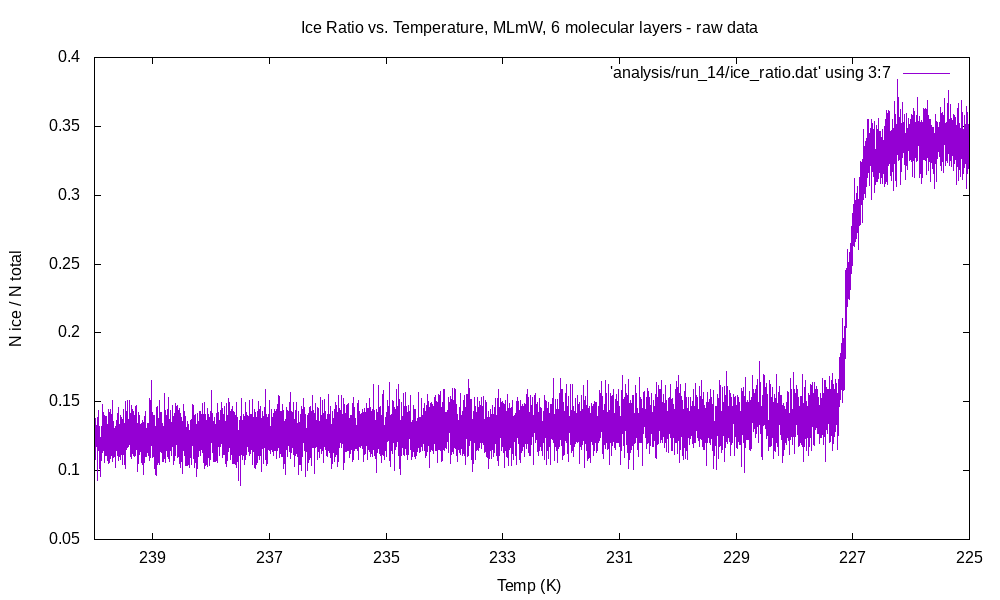 Ice Ratio vs. Temperature, MLmW, 6 molecular layers - raw data
'analysis/run_14/ice_ratio.dat' using 3:7
0.4
0.35
0.3
0.25
0.2
0.15
0.1
0.05
N ice / N total
239 237 235 233 231 229 227 225
Temp (K)